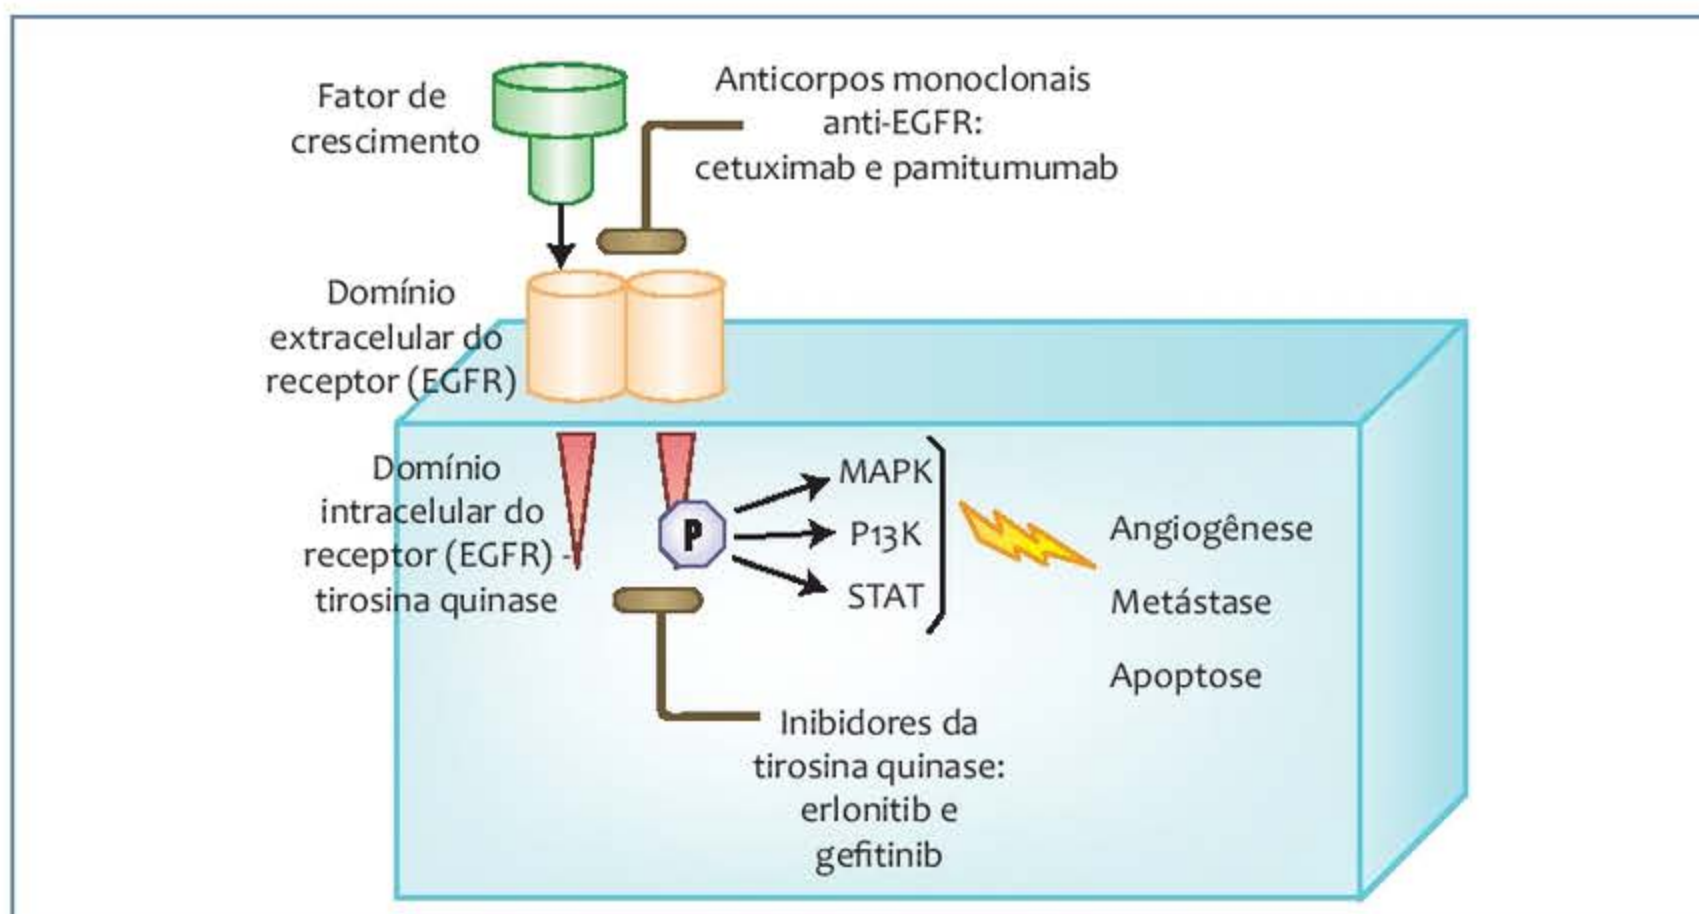 Fator de
crescimento
Anticorpos monoclonais
anti-EGFR:
cetuximab e pamitumumab
Domínio
extracelular do
receptor (EGFR)
Domínio
intracelular do
receptor (EGFR) -
tirosina quinase
P
MAPK
P13K
STAT
Angiogênese
Metástase
Apoptose
Inibidores da
tirosina quinase:
erlonitib e
gefitinib